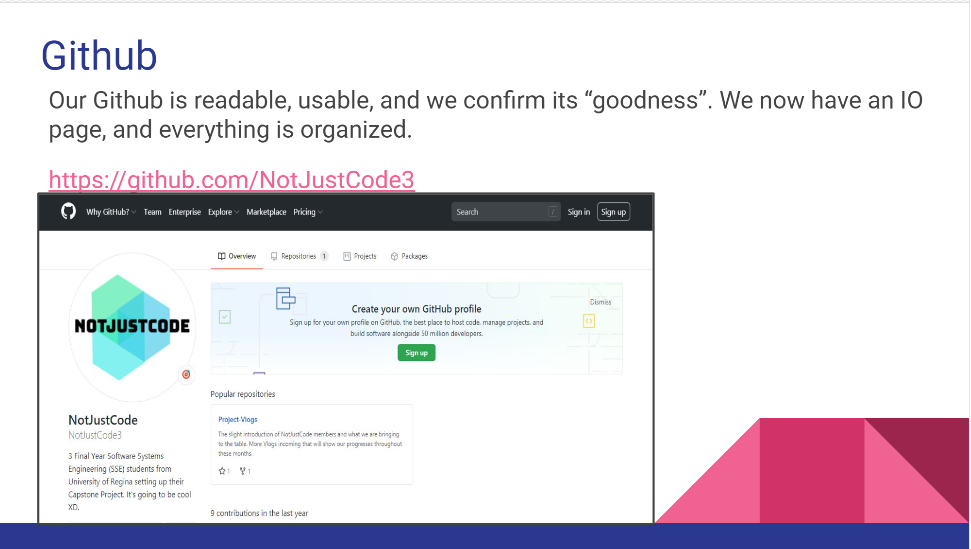 Github
Our Github is readable, usable, and we confirm its “goodness”. We now have an IO
page, and everything is organized.
https://github.com/NotJustCode3
Why GitHub? Team Enterprise Explore Marketplace Pricing Search / Sign in Sign up
Overview Repositories 1 Projects Packages
Create your own GitHub profile
Dismiss
Sign up for your own profile on GitHub, the best place to host code, manage projects, and
build software alongside 50 million developers.
Sign up
NOTJUSTCODE
Popular repositories
Project-Vlogs
The slight introduction of NotJustCode members and what we are bringing
to the table. More Vlogs incoming that will show our progresses throughout
these months.
1 1
NotJustCode
NotJustCode3
3 Final Year Software Systems
Engineering (SSE) students from
University of Regina setting up their
Capstone Project. It's going to be cool
XD.
9 contributions in the last year